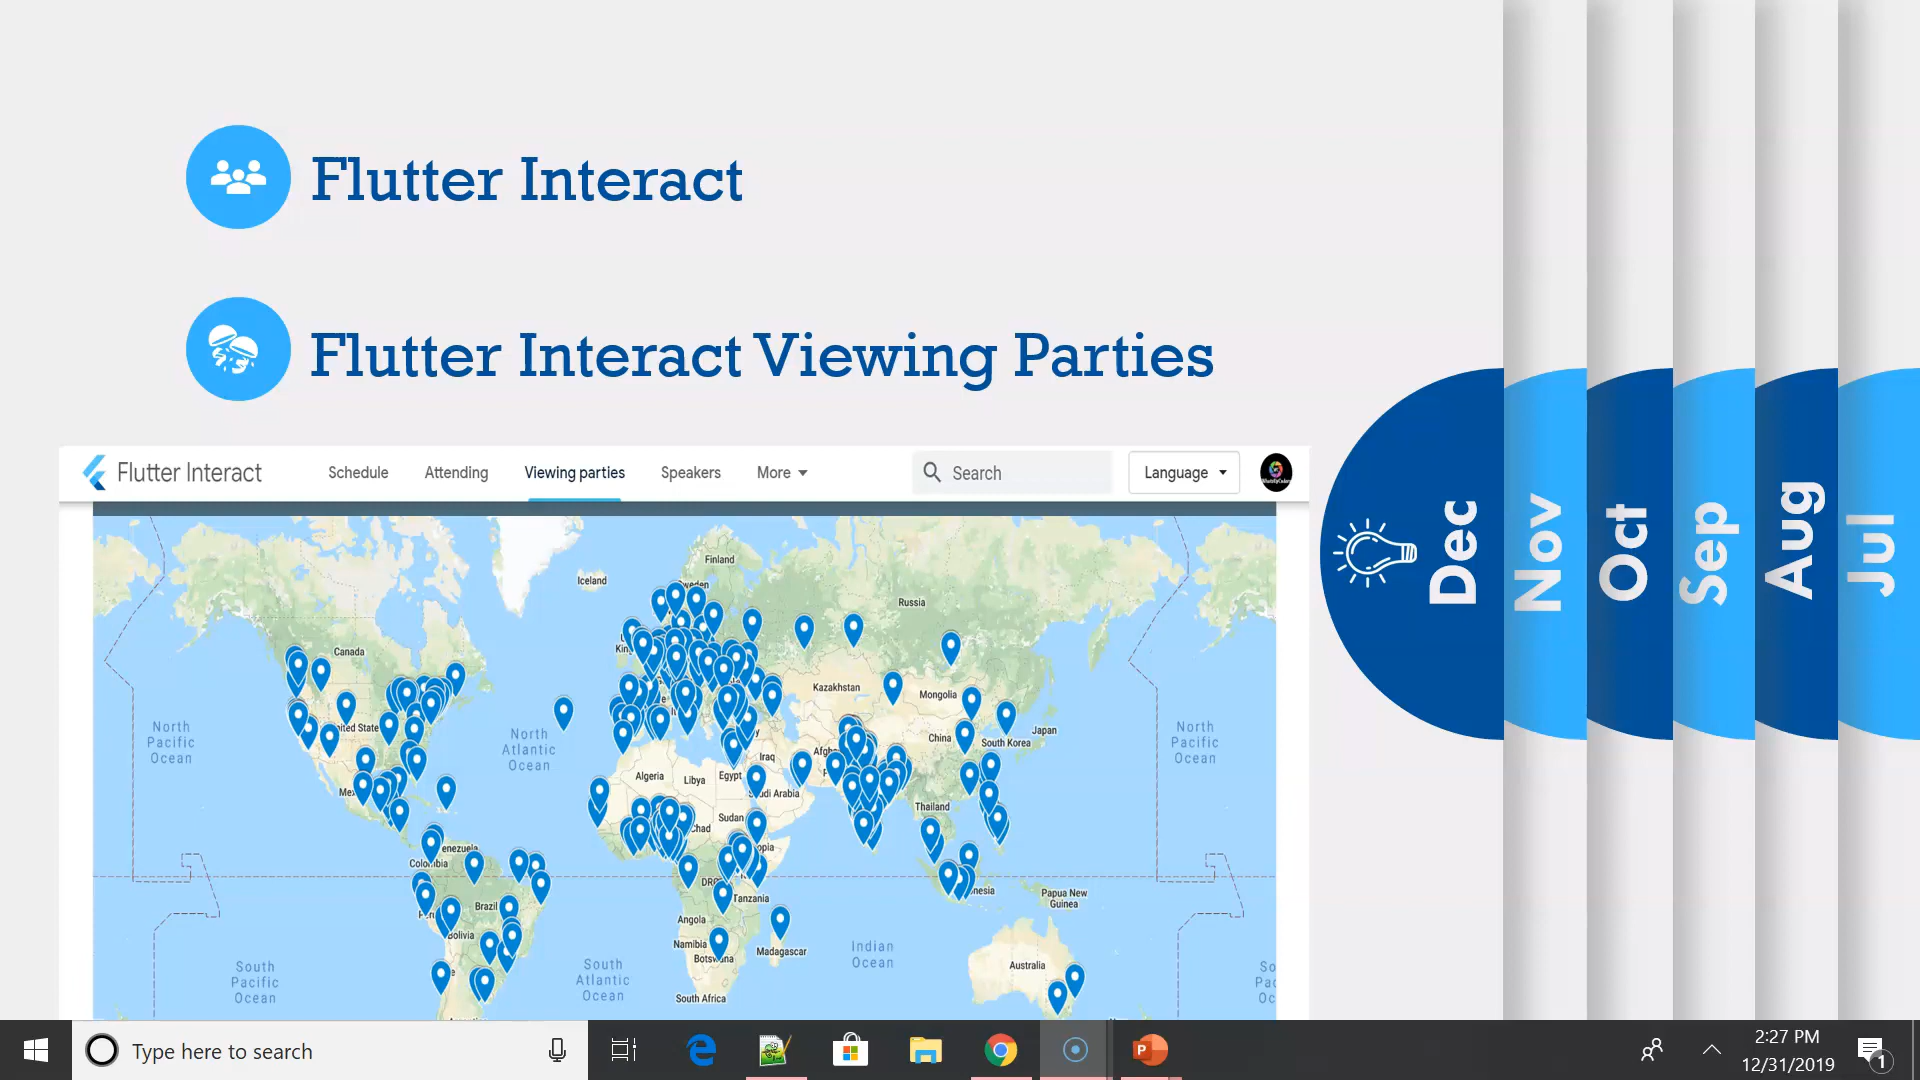 Flutter Interact
Flutter Interact Viewing Parties
Dec
Nov
Oct
Sep
Aug
Jul
Flutter Interact
Schedule
Attending
Viewing parties
Speakers
More
Search
Language
Finland
Iceland
Sweden
Russia
Canada
Kazakhstan
Mongolia
North
Pacific
Ocean
North
Atlantic
Ocean
North
Pacific
Ocean
China
Japan
South Korea
Iraq
Algeria
Libya
Egypt
Thailand
Sudan
Chad
Brazil
Tanzania
Papua New
Guinea
Angola
Bolivia
Namibia
Madagascar
Indian
Ocean
Australia
South
Pacific
Ocean
South
Atlantic
Ocean
South Africa
Type here to search
2:27 PM
12/31/2019
1